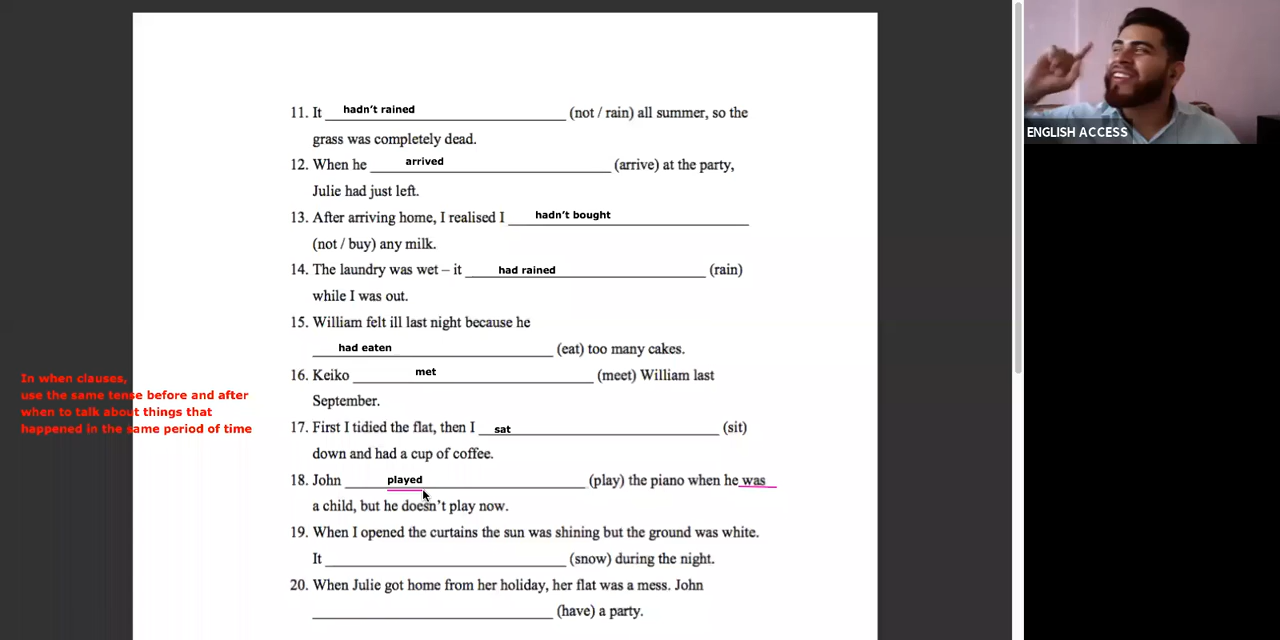 11. It hadn't rained (not / rain) all summer, so the
grass was completely dead.
12. When he arrived (arrive) at the party,
Julie had just left.
13. After arriving home, I realised I hadn't bought
(not / buy) any milk.
14. The laundry was wet – it had rained (rain)
while I was out.
15. William felt ill last night because he
had eaten (eat) too many cakes.
16. Keiko met (meet) William last
September.
17. First I tidied the flat, then I sat (sit)
down and had a cup of coffee.
18. John played (play) the piano when he was
a child, but he doesn't play now.
19. When I opened the curtains the sun was shining but the ground was white.
It ________ (snow) during the night.
20. When Julie got home from her holiday, her flat was a mess. John
________ (have) a party.
In when clauses,
use the same tense before and after
when to talk about things that
happened in the same period of time
ENGLISH ACCESS